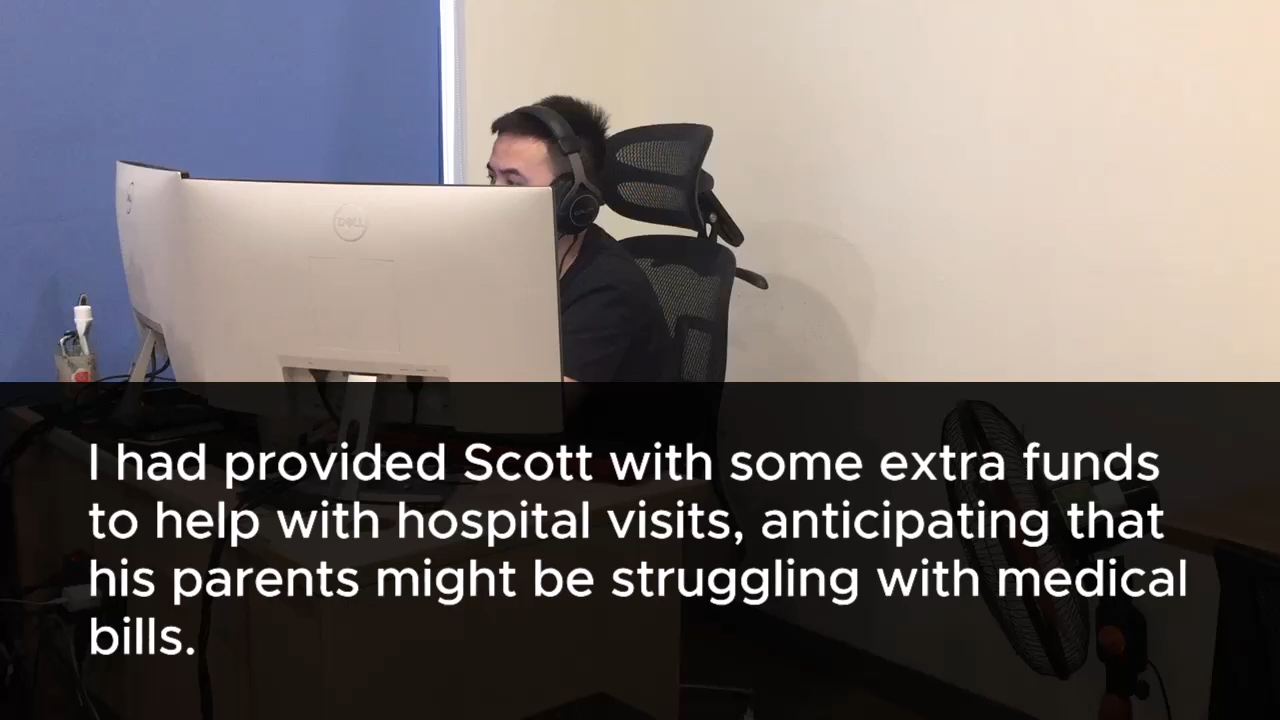 DELL
I had provided Scott with some extra funds
to help with hospital visits, anticipating that
his parents might be struggling with medical
bills.